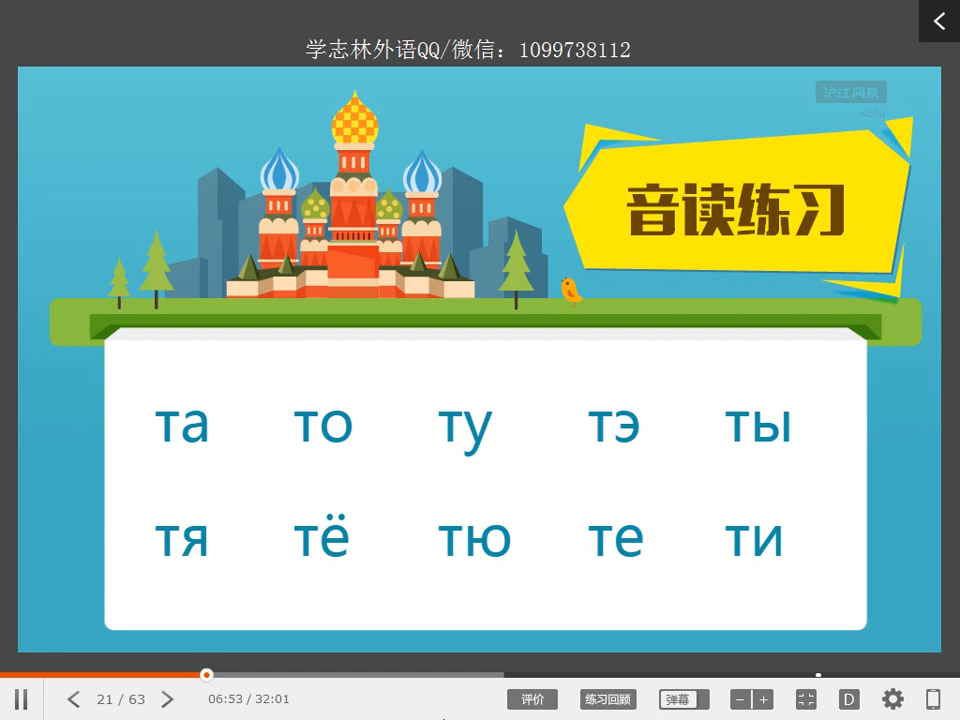 学志林外语QQ/微信：1099738112
沪江网校
音读练习
та то ту тэ ты
тя тё тю те ти
21 / 63 06:53 / 32:01 评价 练习回顾 弹幕 − + D